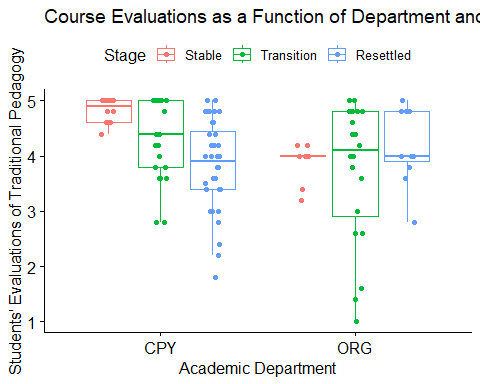 Course Evaluations as a Function of Department and
Stage Stable Transition Resettled
Students' Evaluations of Traditional Pedagogy
5
4
3
2
1
CPY ORG
Academic Department